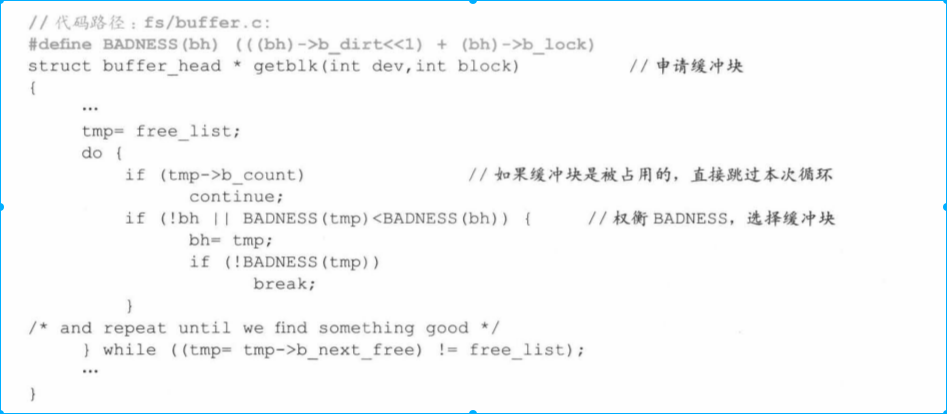 // 代码路径：fs/buffer.c:
#define BADNESS(bh) (((bh)->b_dirt<<1) + (bh)->b_lock)
struct buffer_head * getblk(int dev,int block) // 申请缓冲块
{
…
tmp= free_list;
do {
if (tmp->b_count) // 如果缓冲块是被占用的，直接跳过本次循环
continue;
if (!bh || BADNESS(tmp)<BADNESS(bh)) { // 权衡 BADNESS，选择缓冲块
bh= tmp;
if (!BADNESS(tmp))
break;
}
/* and repeat until we find something good */
} while ((tmp= tmp->b_next_free) != free_list);
…
}